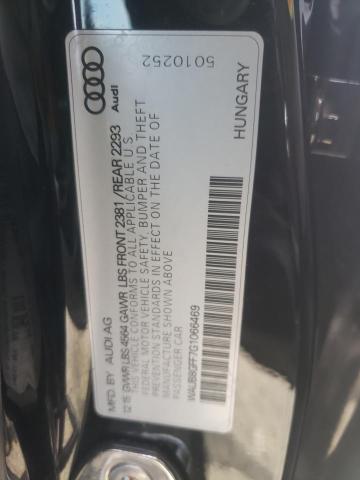 MFD. BY AUDI AG
12.15 GVWR LBS 4564 GAWR LBS FRONT 2381 / REAR 2293
THIS VEHICLE CONFORMS TO ALL APPLICABLE U S
FEDERAL MOTOR VEHICLE SAFETY, BUMPER AND THEFT
PREVENTION STANDARDS IN EFFECT ON THE DATE OF
MANUFACTURE SHOWN ABOVE
PASSENGER CAR
WAUB8GFF7G1066469
Audi
5010252
HUNGARY